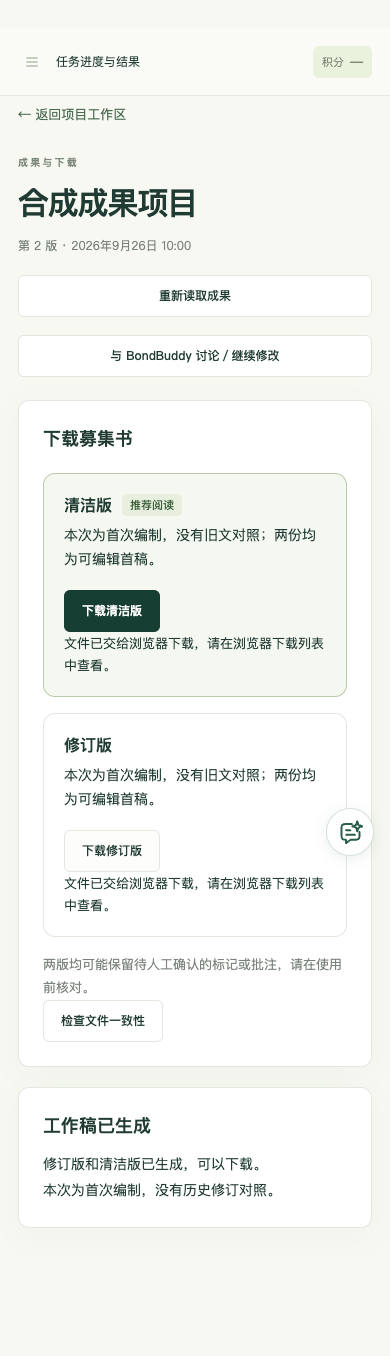 任务进度与结果
积分 —
← 返回项目工作区
成果与下载
合成成果项目
第 2 版 · 2026年9月26日 10:00
重新读取成果
与 BondBuddy 讨论 / 继续修改
下载募集书
清洁版 推荐阅读
本次为首次编制，没有旧文对照；两份均
为可编辑首稿。
下载清洁版
文件已交给浏览器下载，请在浏览器下载列表
中查看。
修订版
本次为首次编制，没有旧文对照；两份均
为可编辑首稿。
下载修订版
文件已交给浏览器下载，请在浏览器下载列表
中查看。
两版均可能保留待人工确认的标记或批注，请在使用
前核对。
检查文件一致性
工作稿已生成
修订版和清洁版已生成，可以下载。
本次为首次编制，没有历史修订对照。